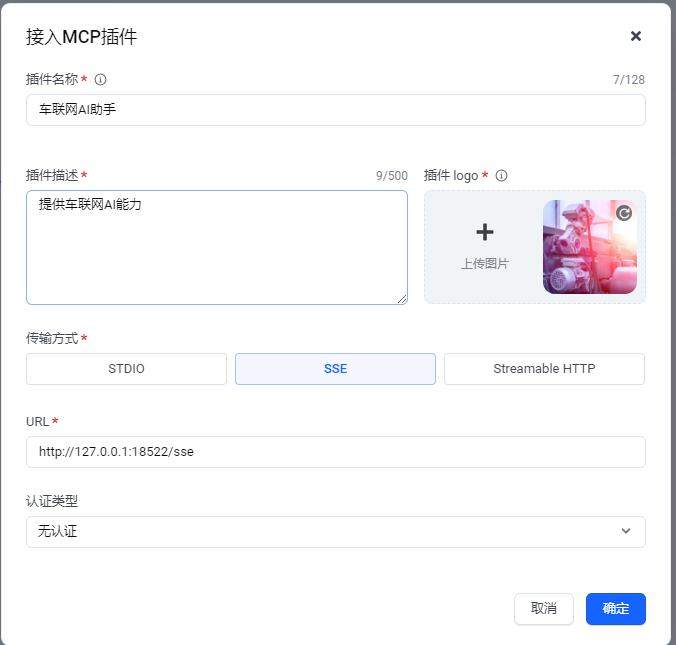 接入MCP插件
插件名称 * 7/128
车联网AI助手
插件描述 * 9/500
插件 logo *
提供车联网AI能力
上传图片
传输方式 *
STDIO SSE Streamable HTTP
URL *
http://127.0.0.1:18522/sse
认证类型
无认证
取消 确定